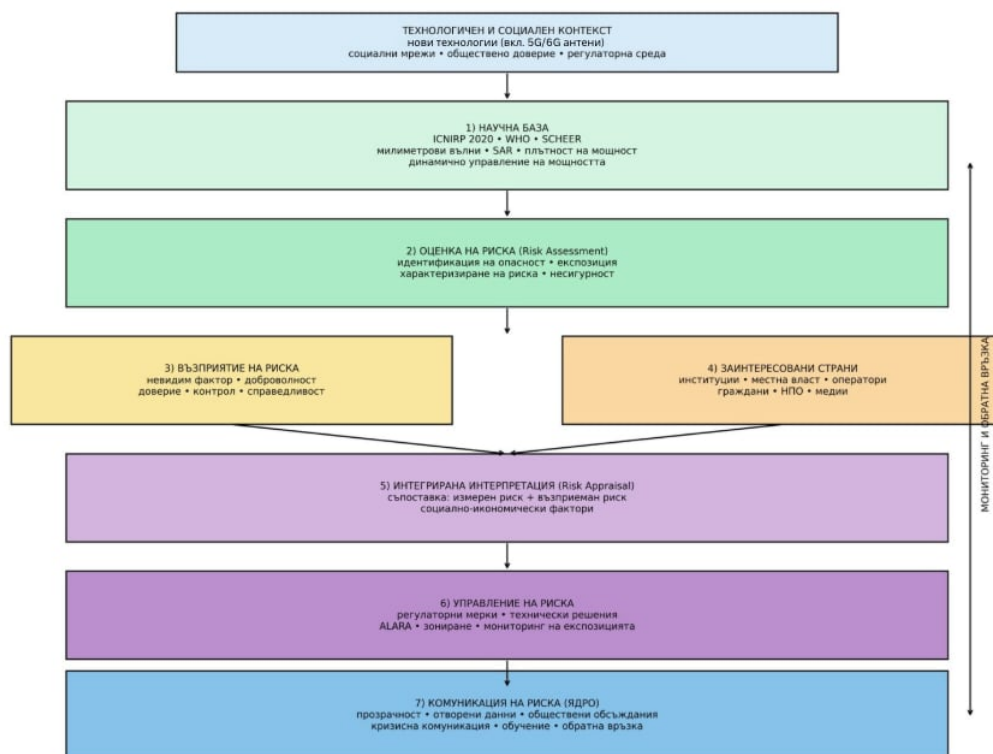 ТЕХНОЛОГИЧЕН И СОЦИАЛЕН КОНТЕКСТ
нови технологии (вкл. 5G/6G антени)
социални мрежи • обществено доверие • регулаторна среда
1) НАУЧНА БАЗА
ICNIRP 2020 • WHO • SCHEER
милиметрови вълни • SAR • плътност на мощност
динамично управление на мощността
2) ОЦЕНКА НА РИСКА (Risk Assessment)
идентификация на опасност • експозиция
характеризиране на риска • несигурност
3) ВЪЗПРИЯТИЕ НА РИСКА
невидим фактор • доброволност
доверие • контрол • справедливост
4) ЗАИНТЕРЕСОВАНИ СТРАНИ
институции • местна власт • оператори
граждани • НПО • медии
МОНИТОРИНГ И ОБРАТНА ВРЪЗКА
5) ИНТЕГРИРАНА ИНТЕРПРЕТАЦИЯ (Risk Appraisal)
съпоставка: измерен риск + възприеман риск
социално-икономически фактори
6) УПРАВЛЕНИЕ НА РИСКА
регулаторни мерки • технически решения
ALARA • зониране • мониторинг на експозицията
7) КОМУНИКАЦИЯ НА РИСКА (ЯДРО)
прозрачност • отворени данни • обществени обсъждания
кризисна комуникация • обучение • обратна връзка